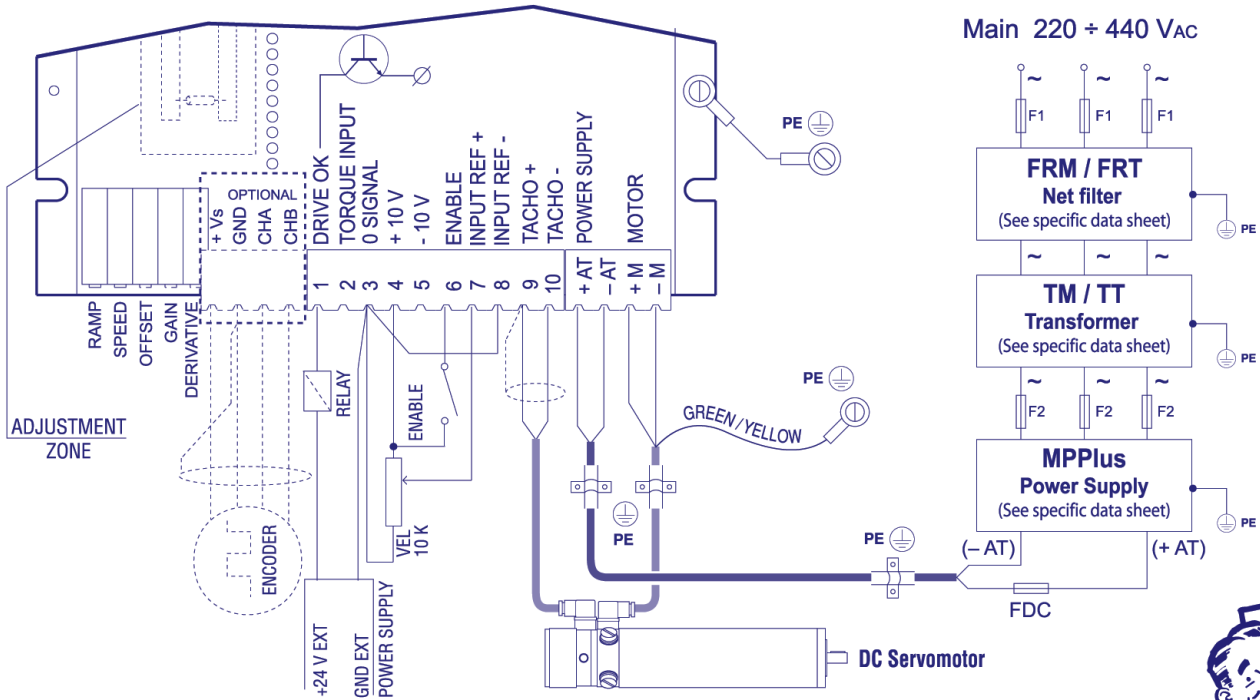 Main 220 ÷ 440 VAC
~ ~ ~
F1 F1 F1
FRM / FRT
Net filter
(See specific data sheet)
PE
~ ~ ~
TM / TT
Transformer
(See specific data sheet)
PE
~ ~ ~
F2 F2 F2
MPPlus
Power Supply
(See specific data sheet)
PE
(– AT)
(+ AT)
FDC
PE
OPTIONAL
+ Vs
GND
CHA
CHB
DRIVE OK
TORQUE INPUT
0 SIGNAL
+ 10 V
- 10 V
ENABLE
INPUT REF +
INPUT REF -
TACHO +
TACHO -
POWER SUPPLY
MOTOR
1
2
3
4
5
6
7
8
9
10
+ AT
– AT
+ M
– M
RAMP
SPEED
OFFSET
GAIN
DERIVATIVE
ADJUSTMENT
ZONE
RELAY
ENABLE
VEL
10 K
ENCODER
+24 V EXT
GND EXT
POWER SUPPLY
PE
GREEN/YELLOW
PE
PE
DC Servomotor